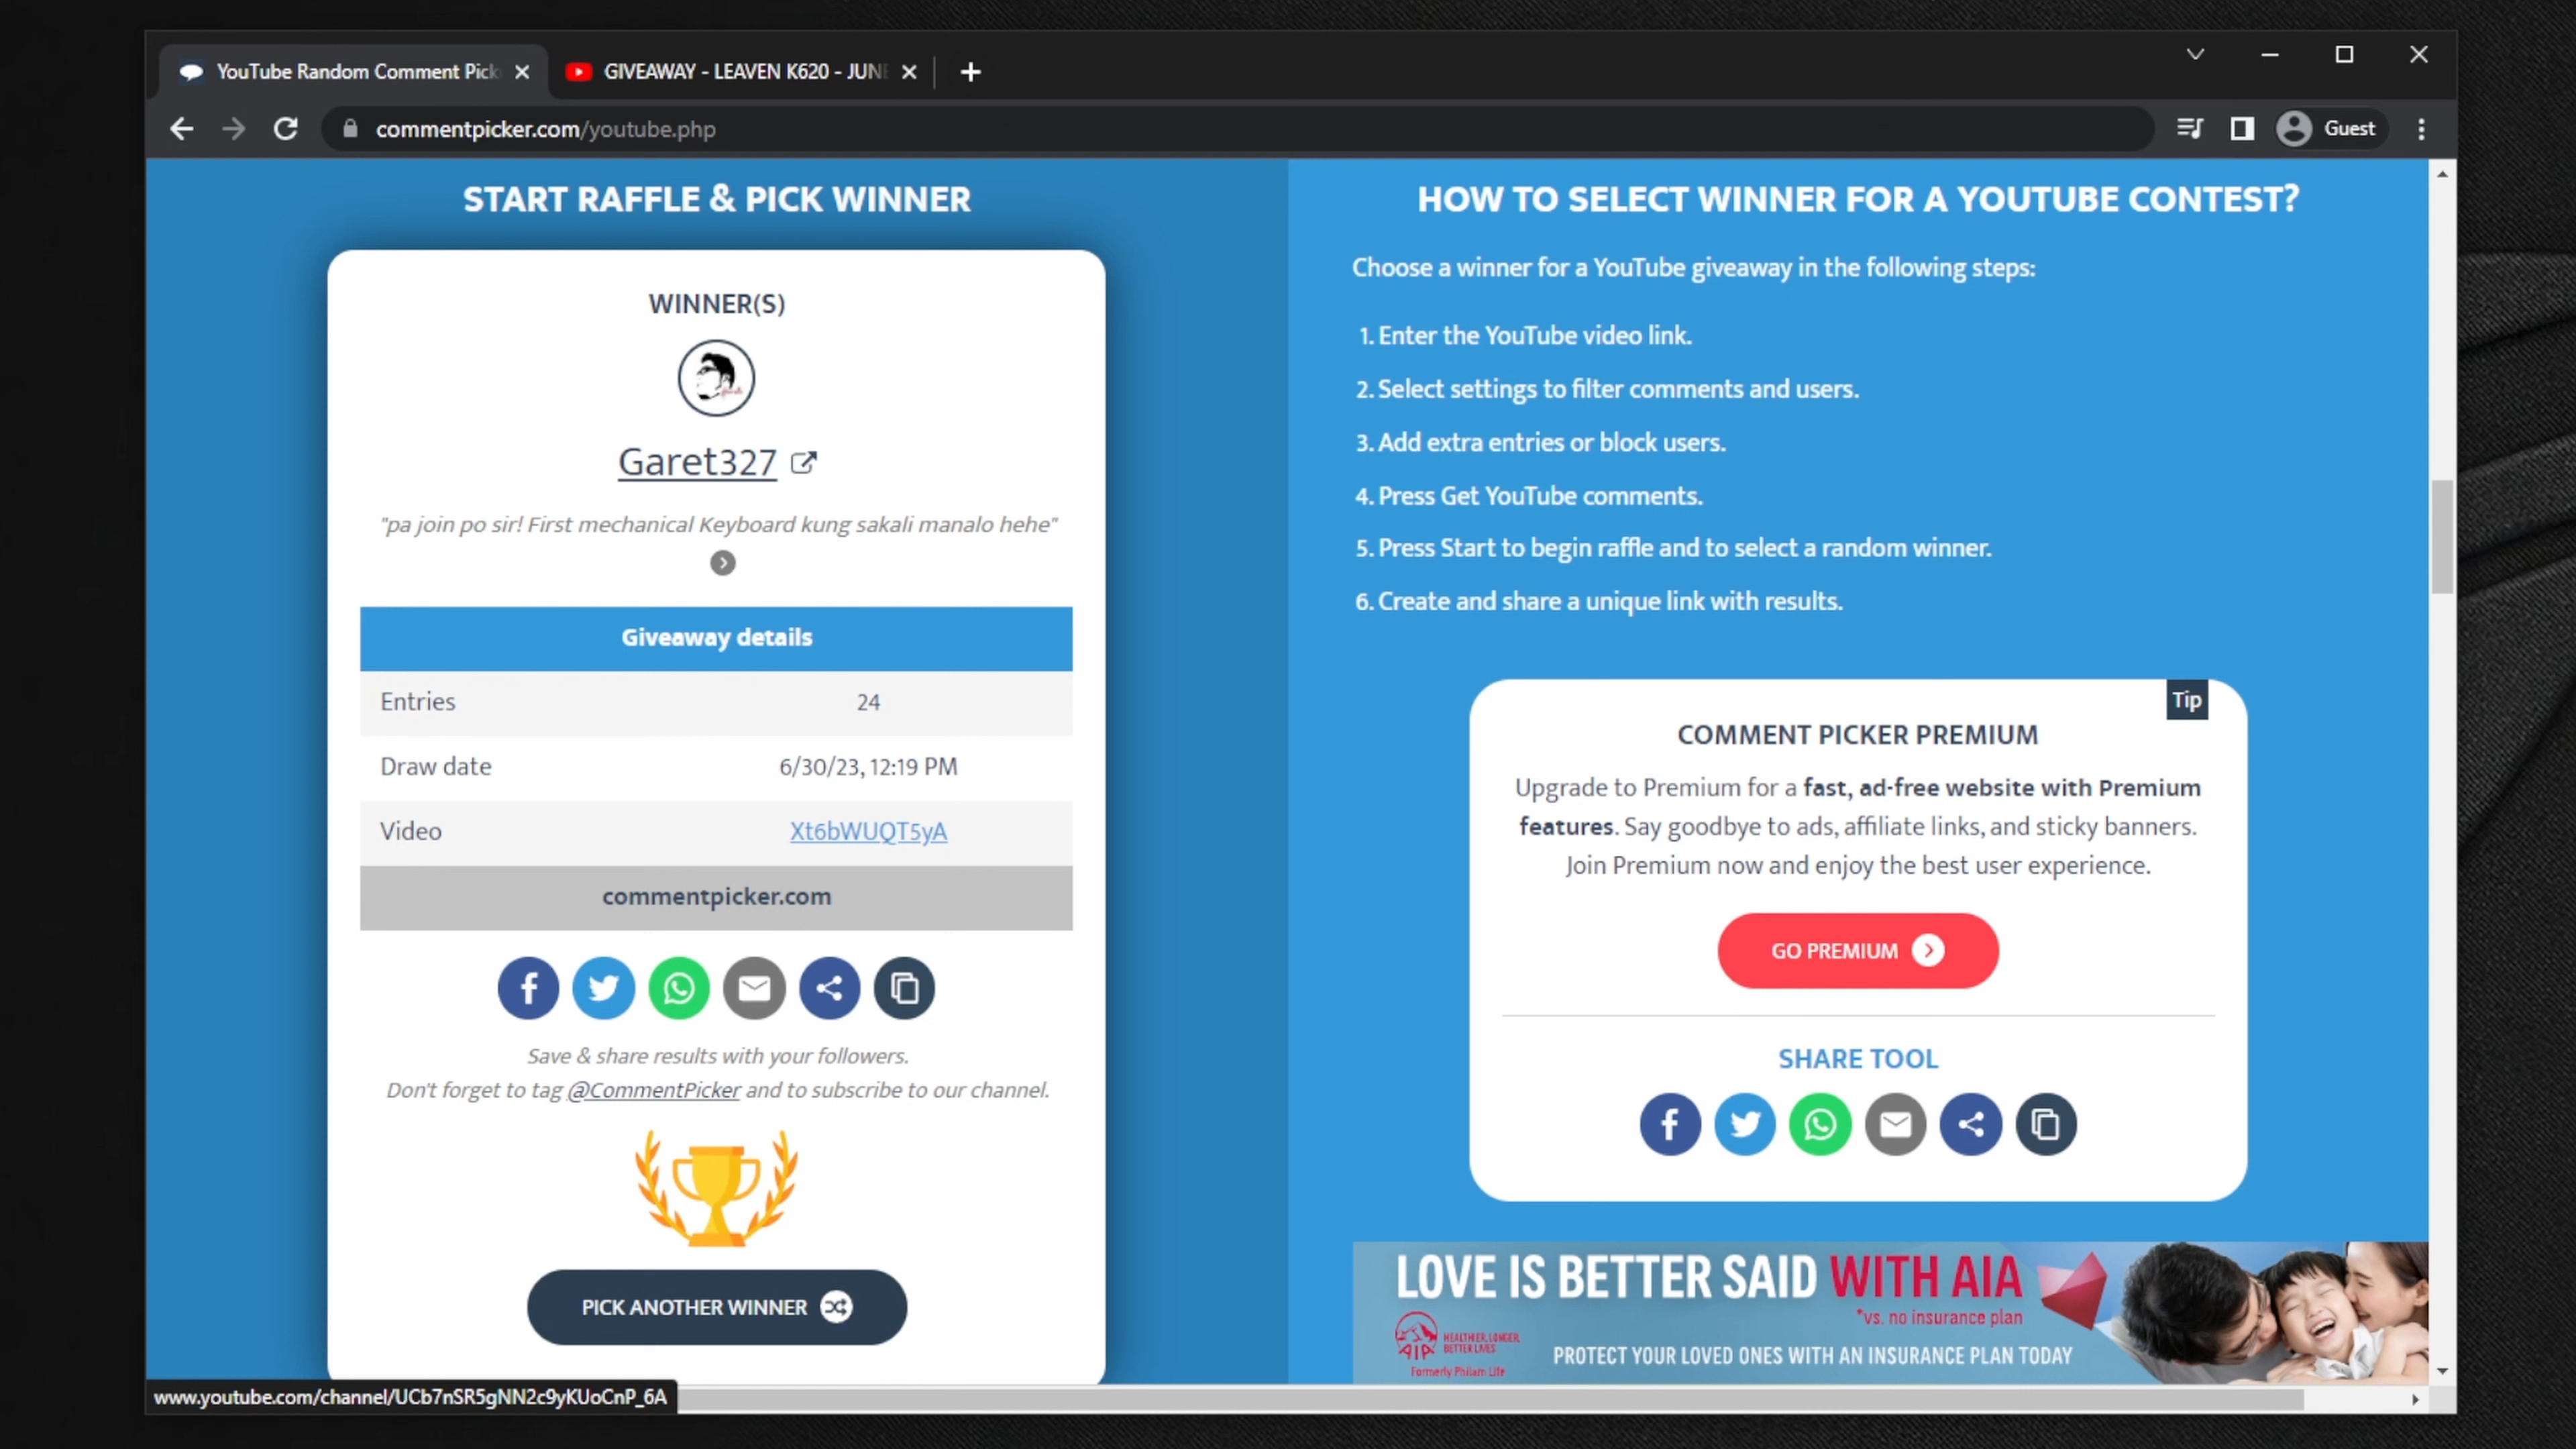 YouTube Random Comment Pick
GIVEAWAY - LEAVEN K620 - JUNE
commentpicker.com/youtube.php
Guest
START RAFFLE & PICK WINNER
WINNER(S)
Garet327
"pa join po sir! First mechanical Keyboard kung sakali manalo hehe"
Giveaway details
Entries 24
Draw date 6/30/23, 12:19 PM
Video Xt6bWUQT5yA
commentpicker.com
Save & share results with your followers.
Don't forget to tag @CommentPicker and to subscribe to our channel.
PICK ANOTHER WINNER
www.youtube.com/channel/UCb7nSR5gNN2c9yKUoCnP_6A
HOW TO SELECT WINNER FOR A YOUTUBE CONTEST?
Choose a winner for a YouTube giveaway in the following steps:
1. Enter the YouTube video link.
2. Select settings to filter comments and users.
3. Add extra entries or block users.
4. Press Get YouTube comments.
5. Press Start to begin raffle and to select a random winner.
6. Create and share a unique link with results.
Tip
COMMENT PICKER PREMIUM
Upgrade to Premium for a fast, ad-free website with Premium
features. Say goodbye to ads, affiliate links, and sticky banners.
Join Premium now and enjoy the best user experience.
GO PREMIUM
SHARE TOOL
LOVE IS BETTER SAID WITH AIA
*vs. no insurance plan
AIA
HEALTHIER, LONGER,
BETTER LIVES
Formerly Philam Life
PROTECT YOUR LOVED ONES WITH AN INSURANCE PLAN TODAY